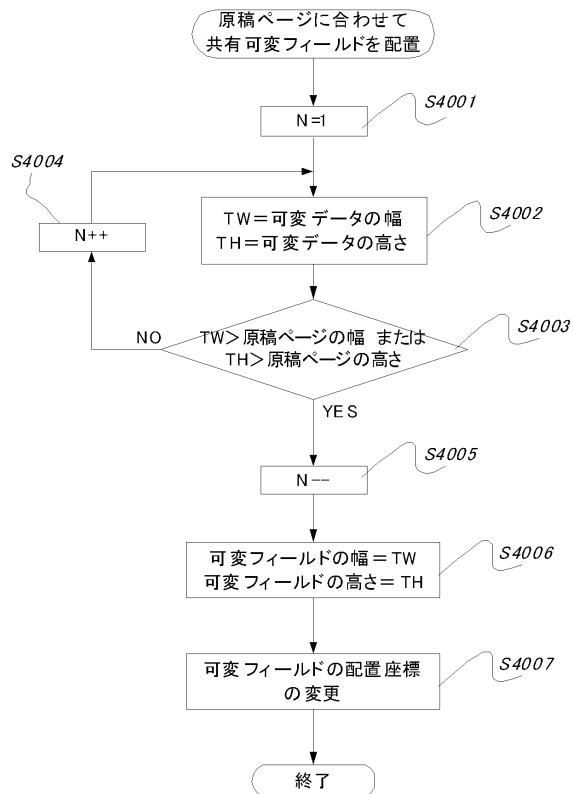 原稿ページに合わせて
共有可変フィールドを配置
S4001
N=1
S4004
N++
TW＝可変データの幅
TH＝可変データの高さ
S4002
NO
TW＞原稿ページの幅 または
TH＞原稿ページの高さ
S4003
YES
S4005
N--
可変フィールドの幅＝TW
可変フィールドの高さ＝TH
S4006
可変フィールドの配置座標
の変更
S4007
終了